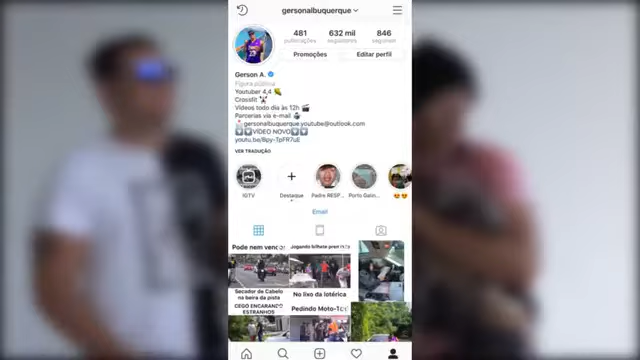 gersonalbuquerque
481 632 mil 846
publicações seguidores seguindo
Promoções Editar perfil
Gerson A.
Figura pública
Youtuber 4,4
Crossfit
Vídeos todo dia às 12h
Parcerias via e-mail
gersonalbuquerque.youtube@outlook.com
VÍDEO NOVO
youtu.be/8ipy-TpFR7uE
VER TRADUÇÃO
IGTV Destaque Padre RESP... Porto Galin...
Email
Pode nem vencer Jogando bilhete premi
Secador de Cabelo
na beira da pista
No lixo da lotérica
CEGO ENCARANDO
ESTRANHOS
Pedindo Moto-T